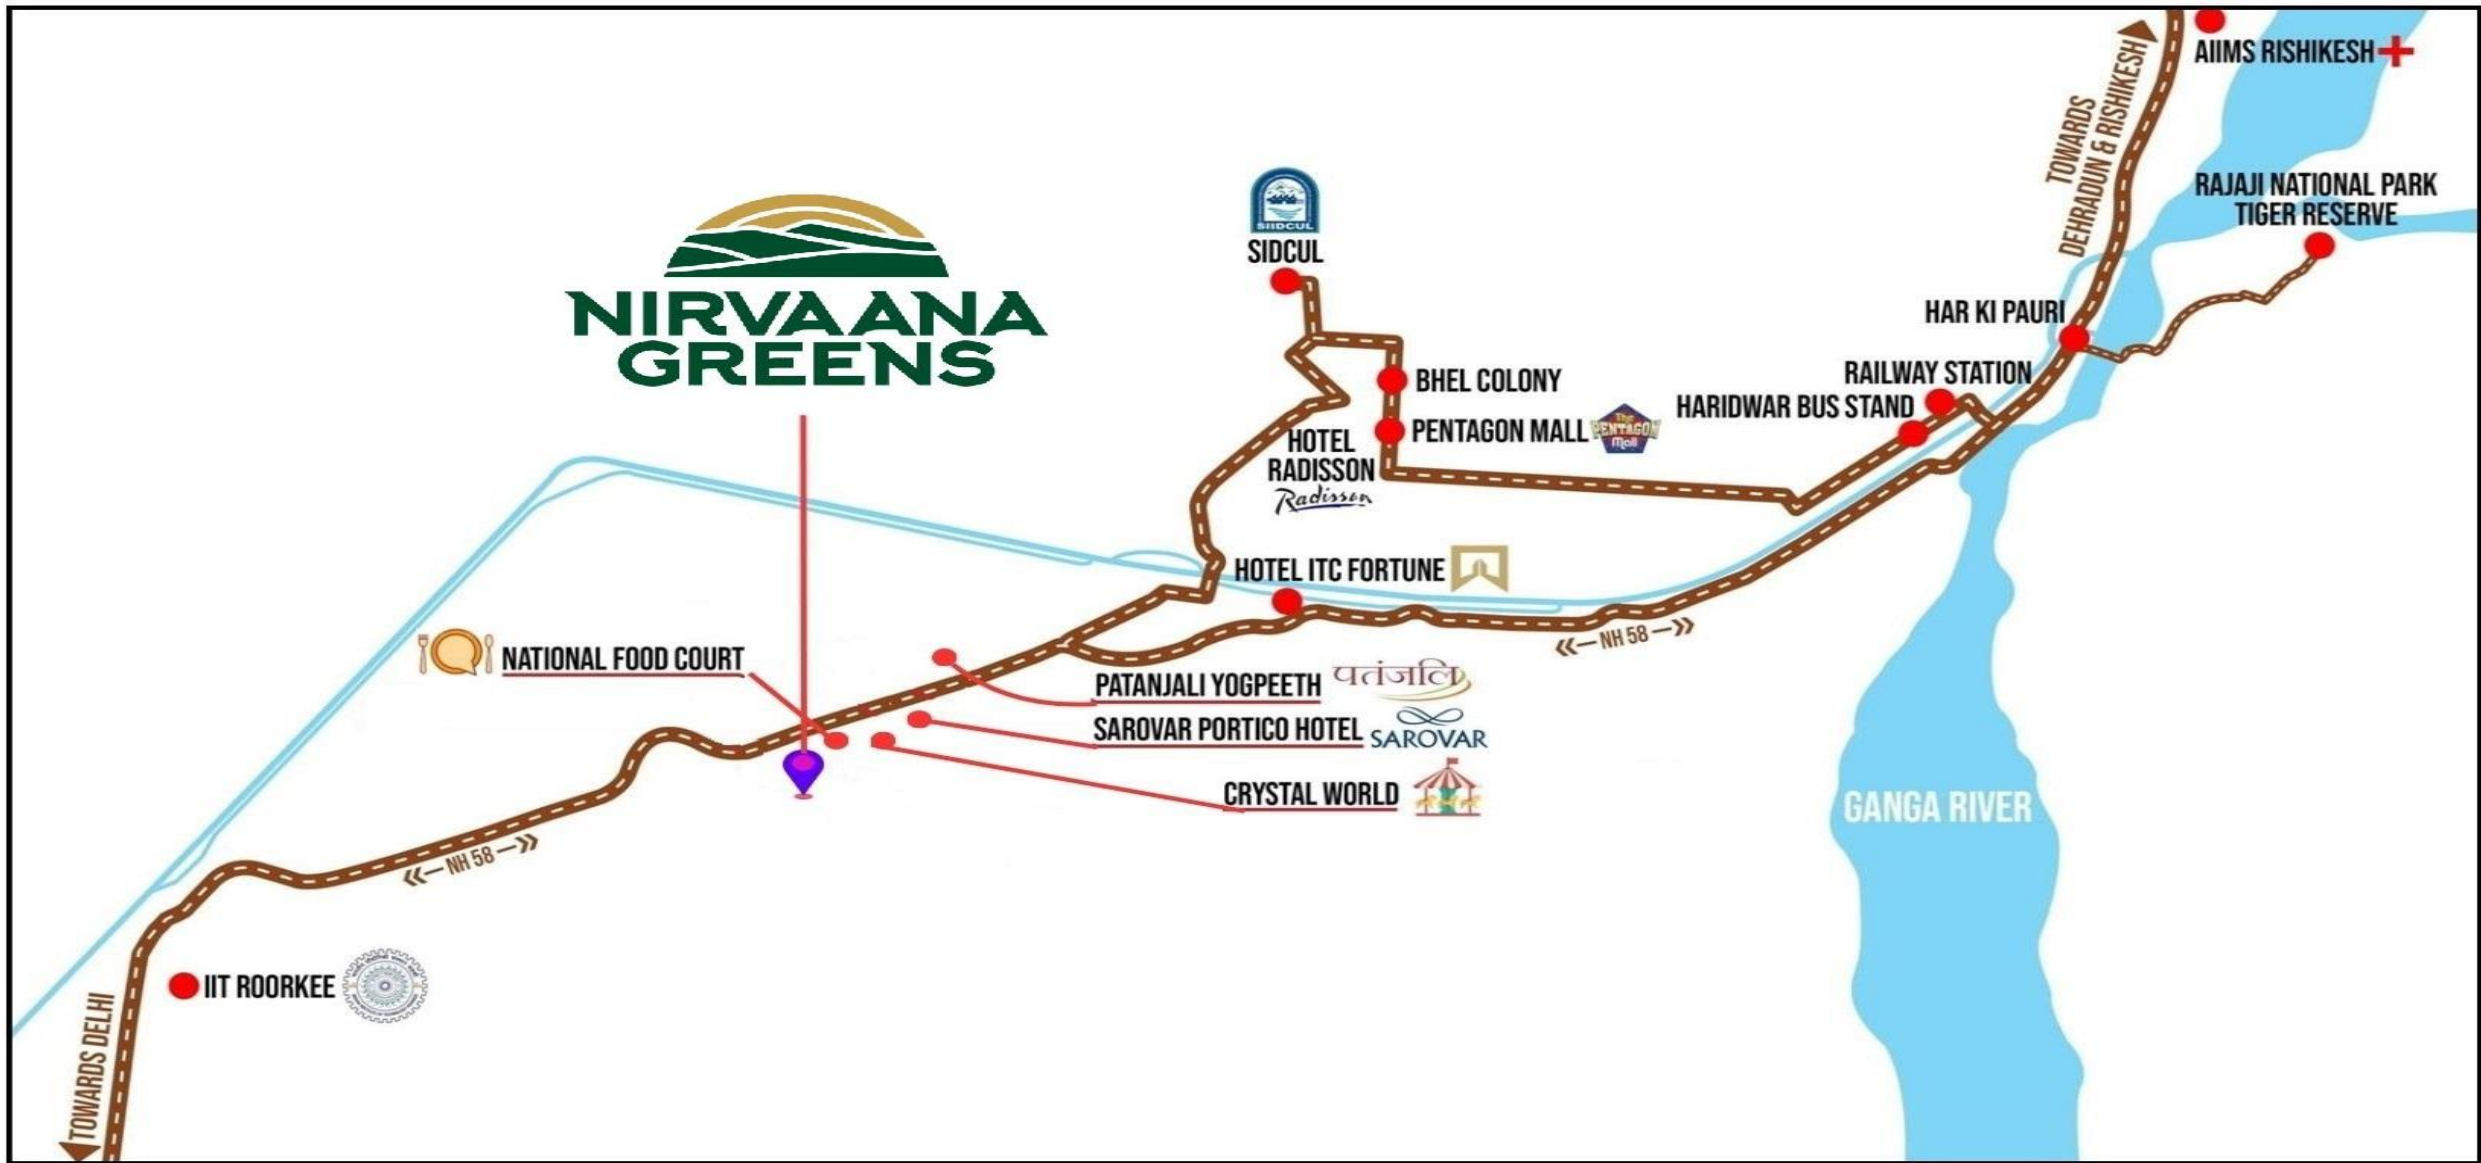 AIIMS RISHIKESH
TOWARDS
DEHRADUN & RISHIKESH
RAJAJI NATIONAL PARK
TIGER RESERVE
NIRVAANA
GREENS
SIIDCUL
SIDCUL
HAR KI PAURI
RAILWAY STATION
HARIDWAR BUS STAND
BHEL COLONY
PENTAGON MALL
The
PENTAGON
Mall
HOTEL
RADISSON
Radisson
HOTEL ITC FORTUNE
NH 58
NATIONAL FOOD COURT
PATANJALI YOGPEETH
पतंजलि
SAROVAR PORTICO HOTEL
SAROVAR
CRYSTAL WORLD
GANGA RIVER
NH 58
IIT ROORKEE
TOWARDS DELHI